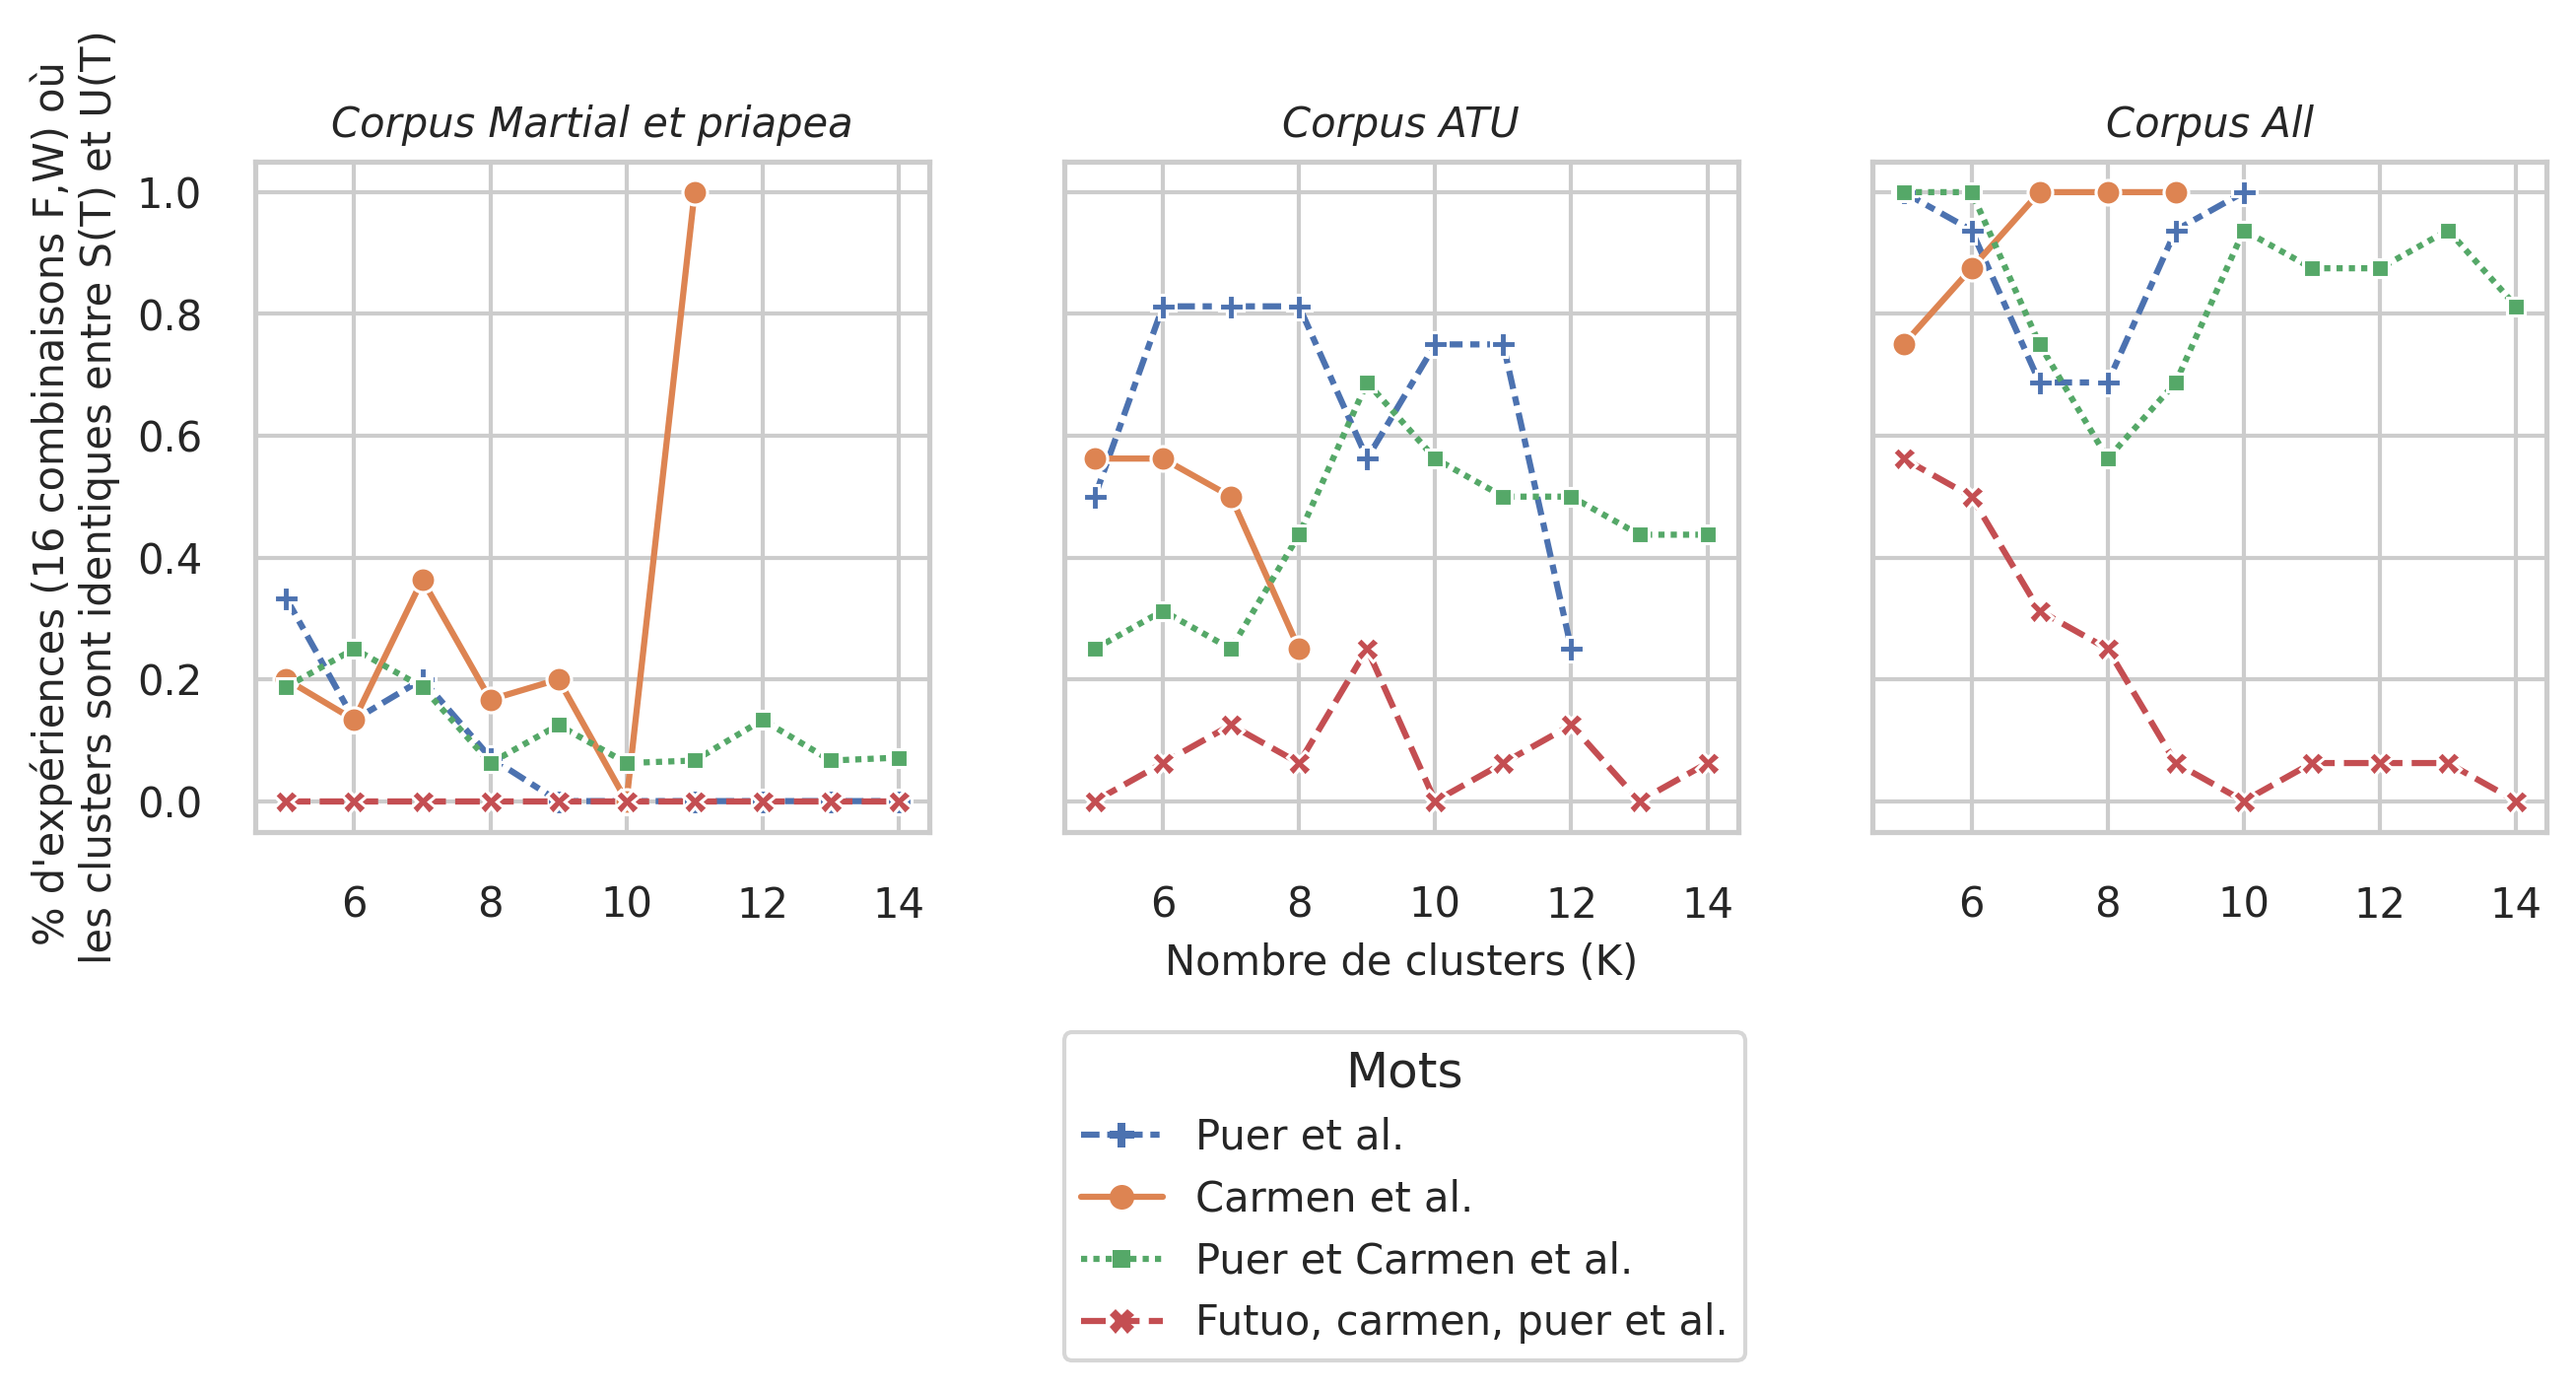 % d'expériences (16 combinaisons F,W) où
les clusters sont identiques entre S(T) et U(T)
Corpus Martial et priapea
Corpus ATU
Corpus All
1.0
0.8
0.6
0.4
0.2
0.0
6 8 10 12 14
6 8 10 12 14
6 8 10 12 14
Nombre de clusters (K)
Mots
Puer et al.
Carmen et al.
Puer et Carmen et al.
Futuo, carmen, puer et al.